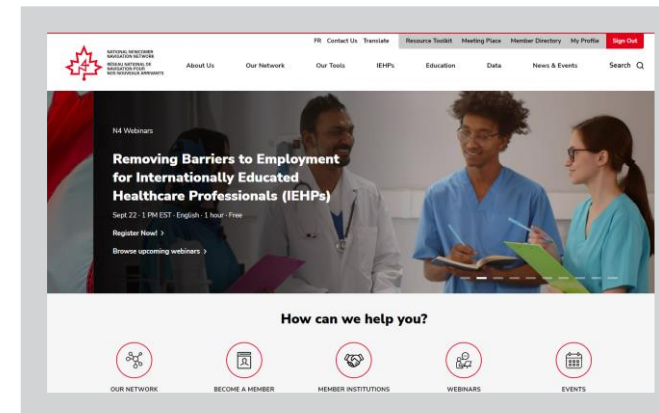 FR Contact Us Translate Resource Toolkit Meeting Place Member Directory My Profile Sign Out
NATIONAL NEWCOMER
NAVIGATION NETWORK
RÉSEAU NATIONAL DE
NAVIGATION POUR
NOS NOUVEAUX ARRIVANTS
N4
About Us Our Network Our Tools IEHPs Education Data News & Events Search
N4 Webinars
Removing Barriers to Employment
for Internationally Educated
Healthcare Professionals (IEHPs)
Sept 22 · 1 PM EST · English · 1 hour · Free
Register Now! >
Browse upcoming webinars >
How can we help you?
OUR NETWORK BECOME A MEMBER MEMBER INSTITUTIONS WEBINARS EVENTS